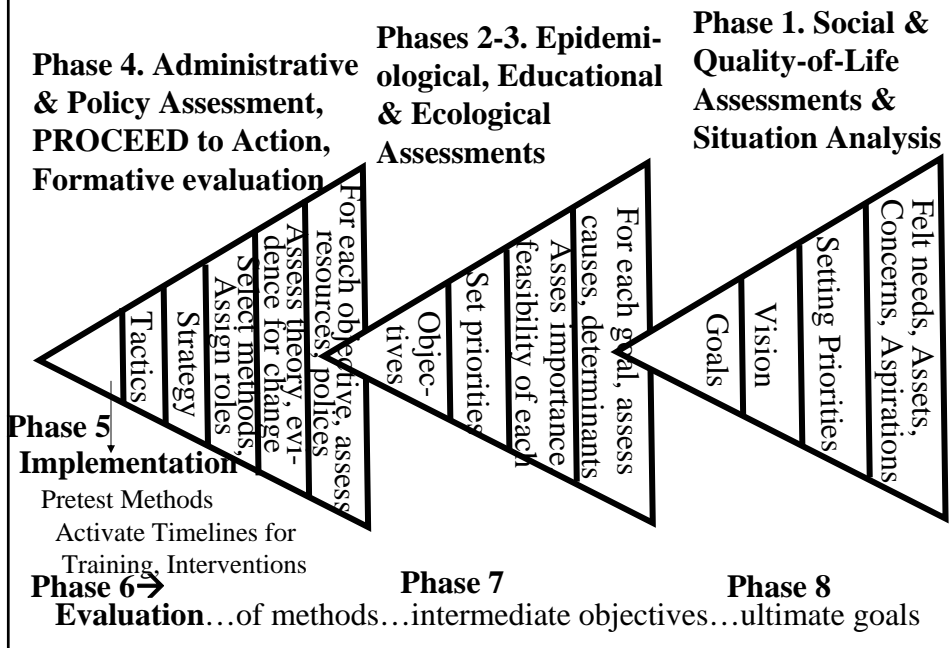 Phase 4. Administrative
& Policy Assessment,
PROCEED to Action,
Formative evaluation
Phases 2-3. Epidemi-
ological, Educational
& Ecological
Assessments
Phase 1. Social &
Quality-of-Life
Assessments &
Situation Analysis
For each objective, assess
resources, polices
Assess theory, evi-
dence for change
Select methods,
Assign roles
Strategy
Tactics
For each goal, assess
causes, determinants
Asses importance
feasibility of each
Set priorities
Objec-
tives
Felt needs, Assets,
Concerns, Aspirations
Setting Priorities
Vision
Goals
Phase 5
Implementation
Pretest Methods
Activate Timelines for
Training, Interventions
Phase 6→
Phase 7
Phase 8
Evaluation…of methods…intermediate objectives…ultimate goals